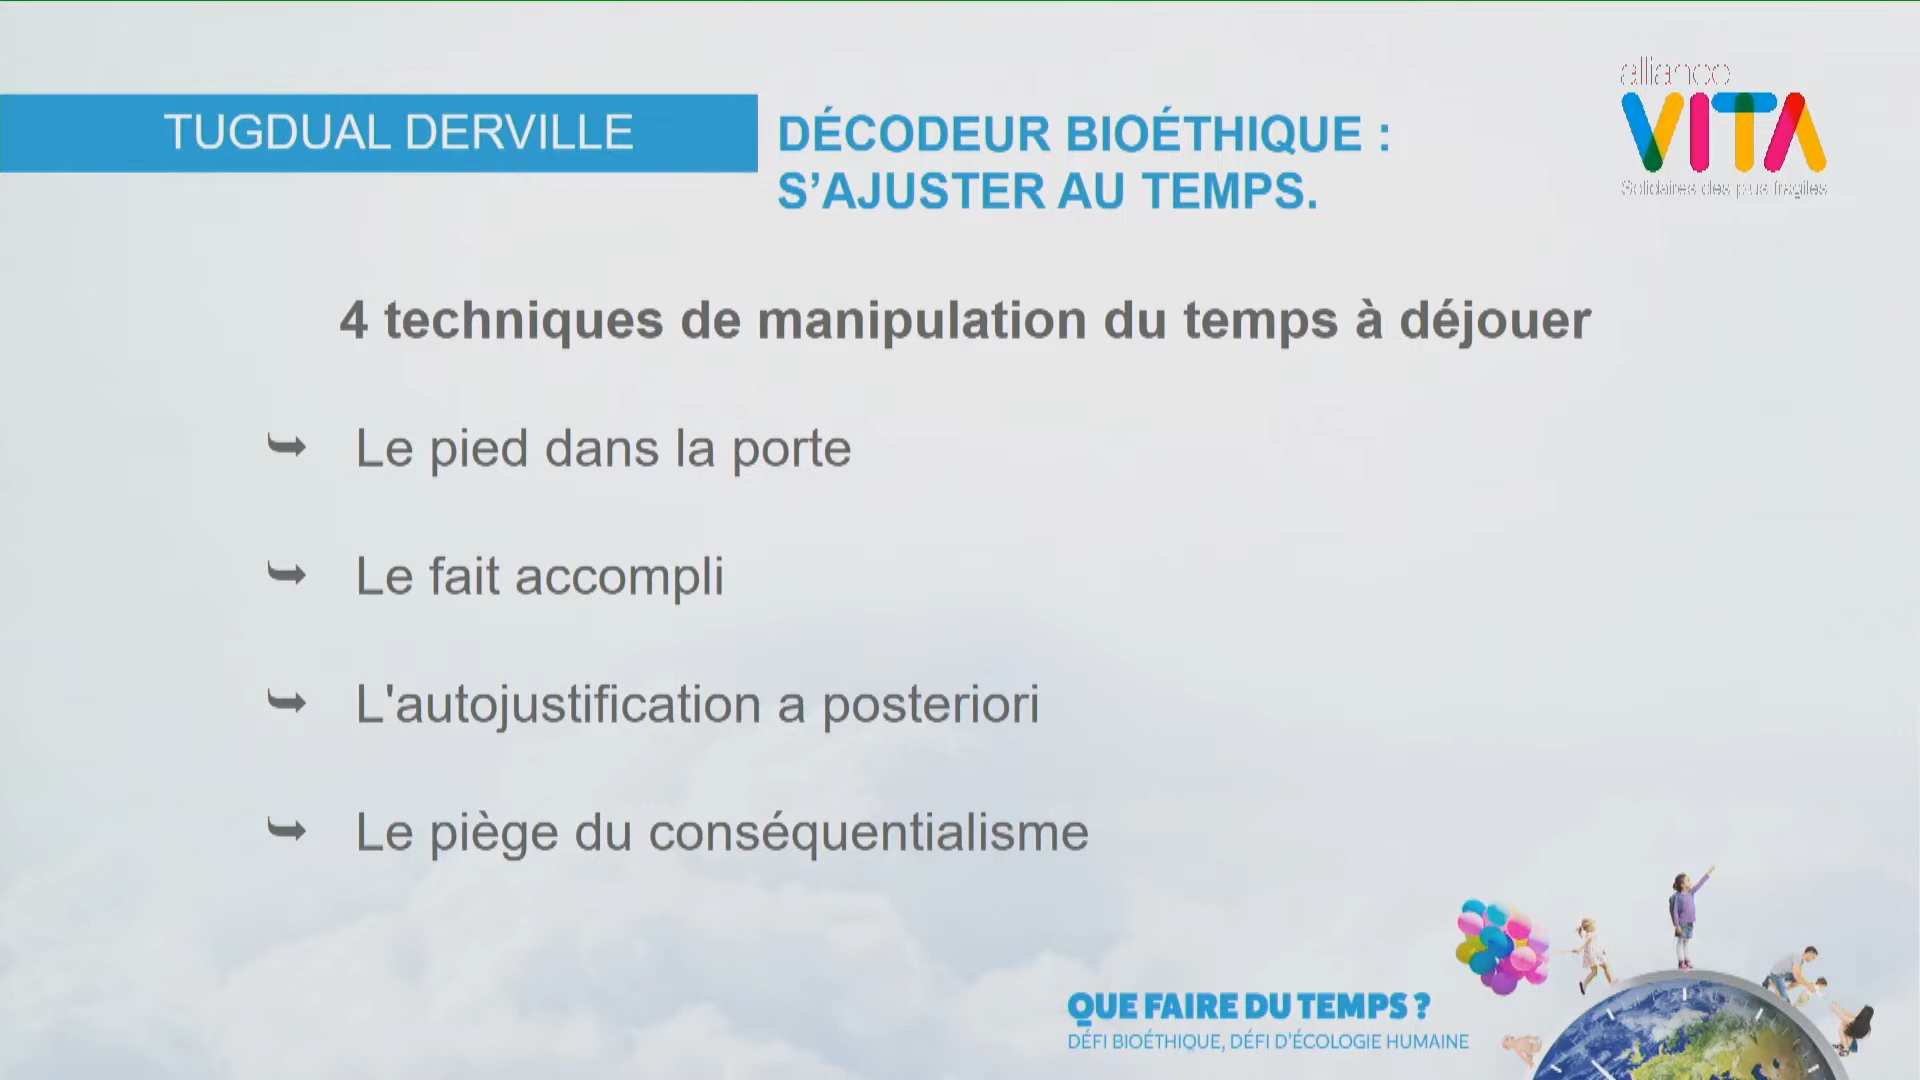 TUGDUAL DERVILLE
DÉCODEUR BIOÉTHIQUE :
S’AJUSTER AU TEMPS.
alliance
VITA
Solidaires des plus fragiles
4 techniques de manipulation du temps à déjouer
➥ Le pied dans la porte
➥ Le fait accompli
➥ L'autojustification a posteriori
➥ Le piège du conséquentialisme
QUE FAIRE DU TEMPS ?
DÉFI BIOÉTHIQUE, DÉFI D'ÉCOLOGIE HUMAINE